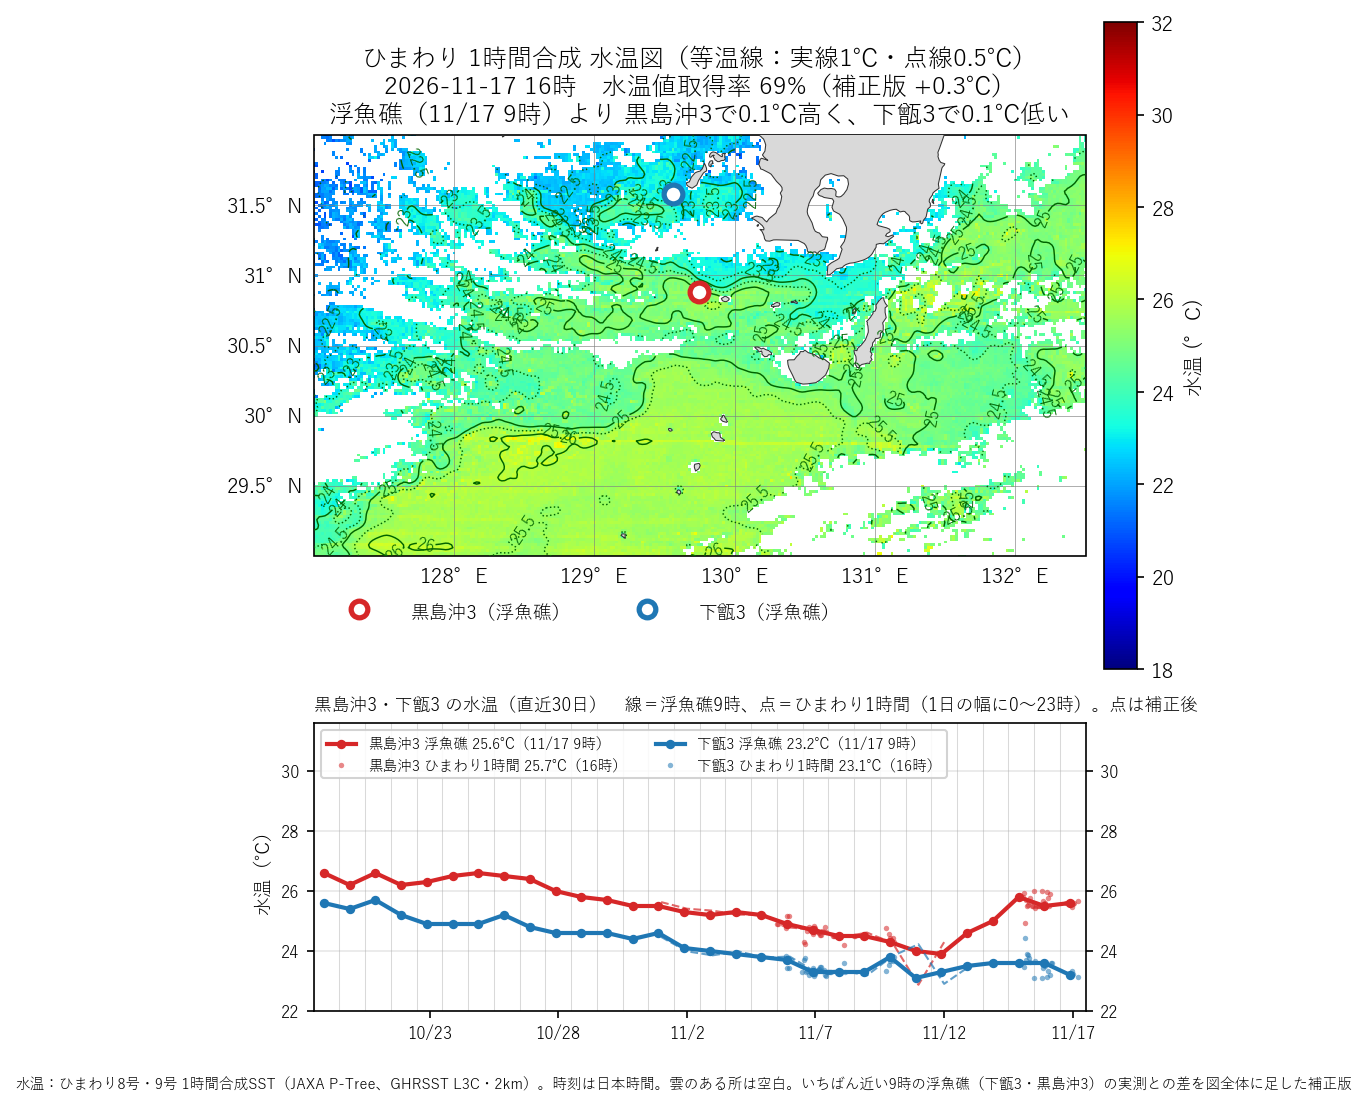 ひまわり 1時間合成 水温図（等温線：実線1℃・点線0.5℃）
2026-11-17 16時　水温値取得率 69%（補正版 +0.3℃）
浮魚礁（11/17 9時）より 黒島沖3で0.1℃高く、下甑3で0.1℃低い
32
30
28
26
24
22
20
18
水温（° C）
31.5° N
31° N
30.5° N
30° N
29.5° N
128° E
129° E
130° E
131° E
132° E
黒島沖3（浮魚礁）
下甑3（浮魚礁）
黒島沖3・下甑3 の水温（直近30日）　線＝浮魚礁9時、点＝ひまわり1時間（1日の幅に0～23時）。点は補正後
黒島沖3 浮魚礁 25.6℃（11/17 9時）
黒島沖3 ひまわり1時間 25.7℃（16時）
下甑3 浮魚礁 23.2℃（11/17 9時）
下甑3 ひまわり1時間 23.1℃（16時）
水温（℃）
30
28
26
24
22
30
28
26
24
22
10/23
10/28
11/2
11/7
11/12
11/17
水温：ひまわり8号・9号 1時間合成SST（JAXA P-Tree、GHRSST L3C・2km）。時刻は日本時間。雲のある所は空白。いちばん近い9時の浮魚礁（下甑3・黒島沖3）の実測との差を図全体に足した補正版